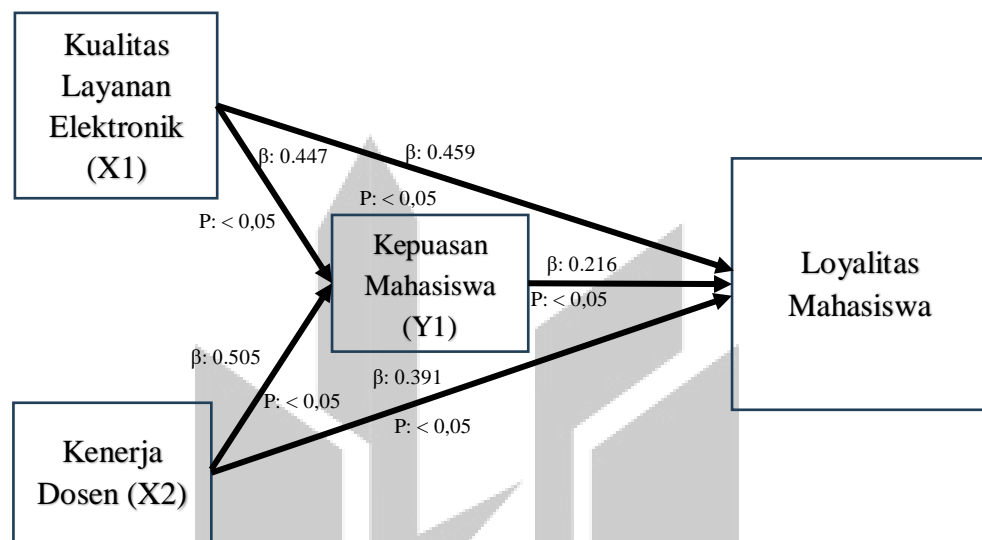 Kualitas
Layanan
Elektronik
(X1)
β: 0.447
β: 0.459
P: < 0,05
P: < 0,05
Kepuasan
Mahasiswa
(Y1)
β: 0.216
P: < 0,05
Loyalitas
Mahasiswa
β: 0.505
β: 0.391
P: < 0,05
P: < 0,05
Kenerja
Dosen (X2)